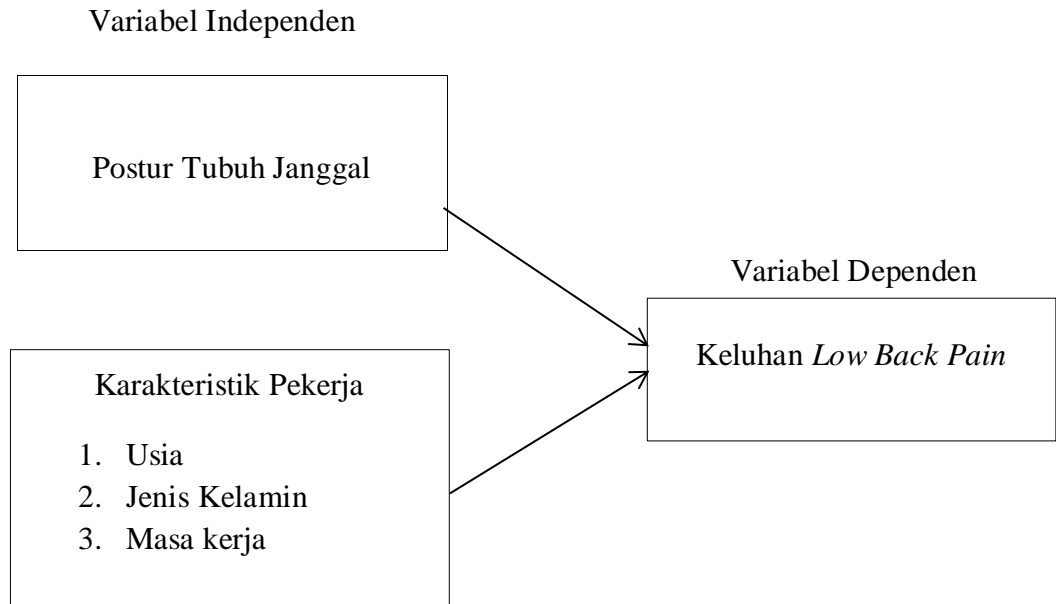 Variabel Independen
Postur Tubuh Janggal
Variabel Dependen
Keluhan Low Back Pain
Karakteristik Pekerja
1. Usia
2. Jenis Kelamin
3. Masa kerja